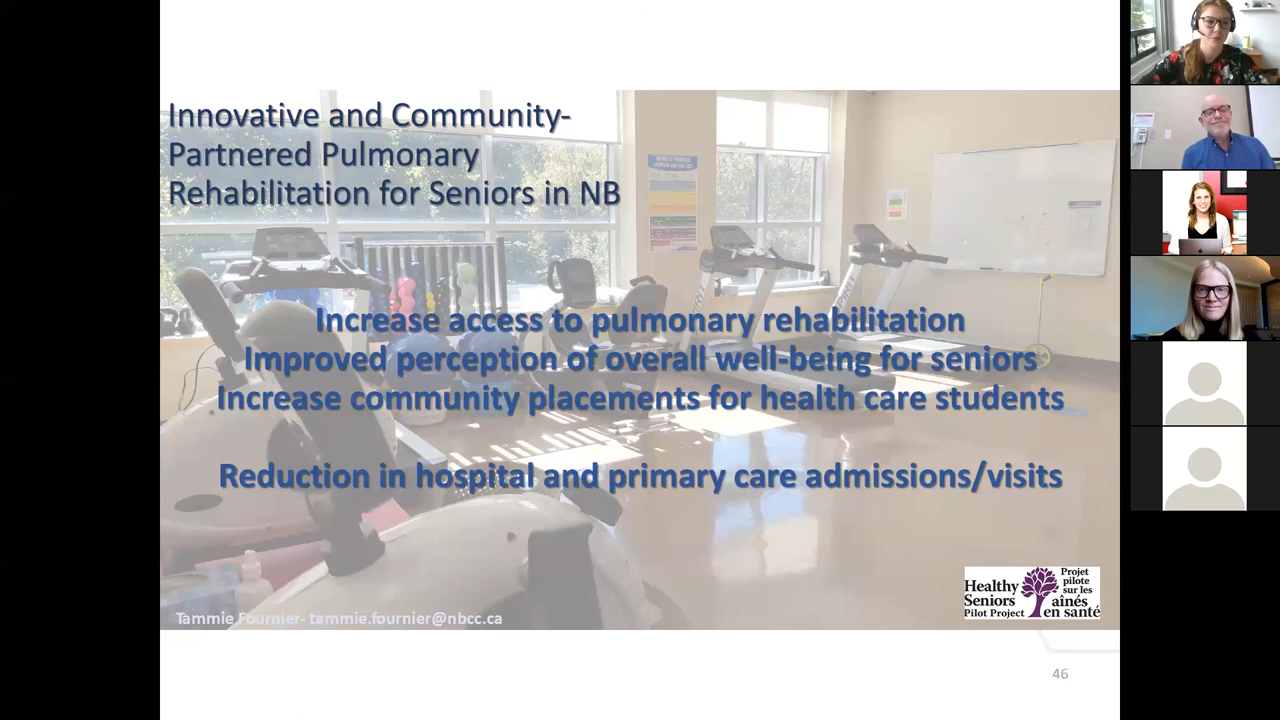 Innovative and Community-
Partnered Pulmonary
Rehabilitation for Seniors in NB
Increase access to pulmonary rehabilitation
Improved perception of overall well-being for seniors
Increase community placements for health care students
Reduction in hospital and primary care admissions/visits
Tammie Fournier- tammie.fournier@nbcc.ca
Healthy
Seniors
Pilot Project
Projet
pilote
sur les
aînés
en santé
46